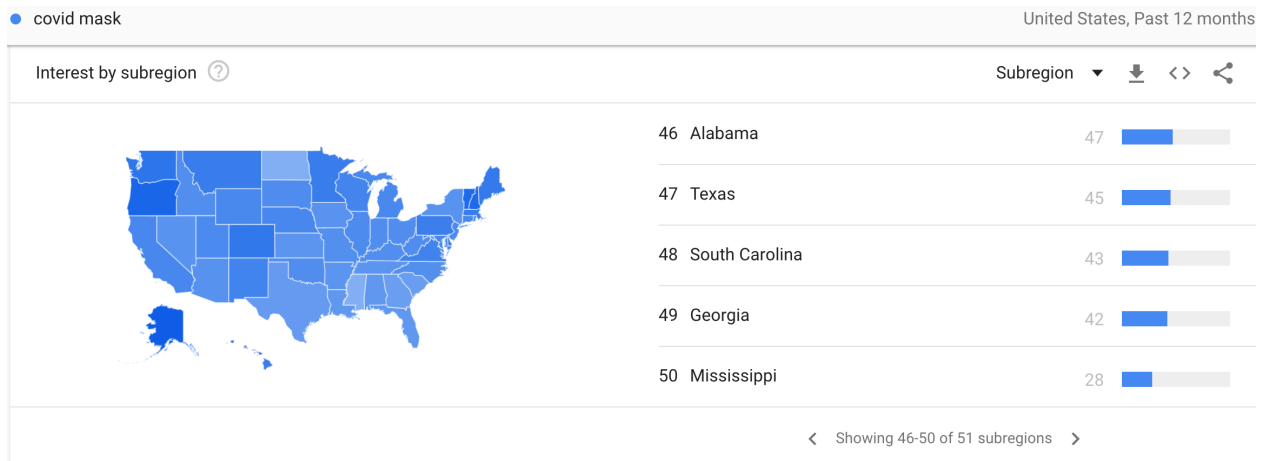 covid mask United States, Past 12 months
Interest by subregion ? Subregion
46 Alabama 47
47 Texas 45
48 South Carolina 43
49 Georgia 42
50 Mississippi 28
Showing 46-50 of 51 subregions